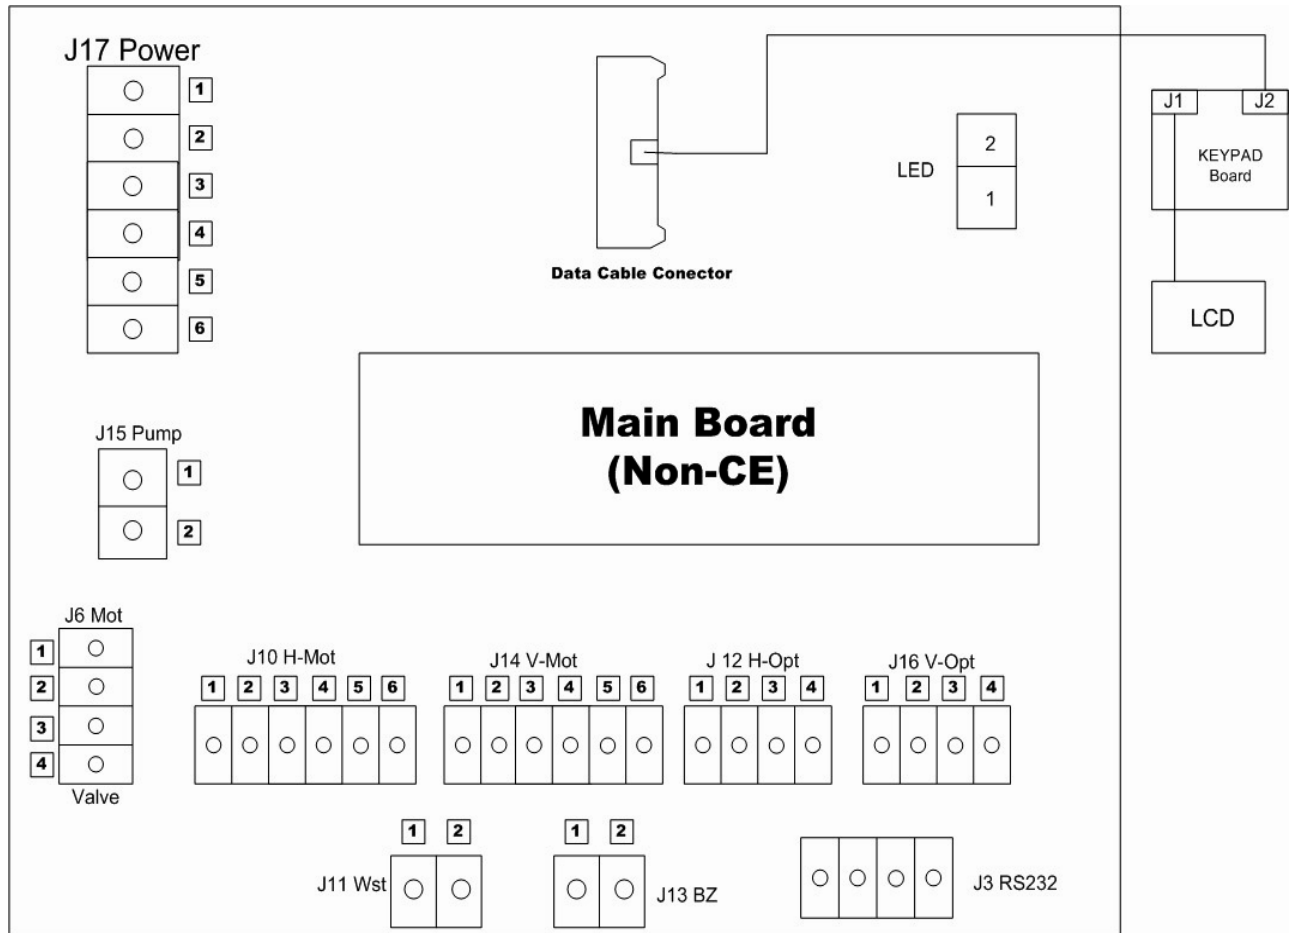 J17 Power
1
2
3
4
5
6
Data Cable Conector
LED
2
1
J1
J2
KEYPAD
Board
LCD
Main Board
(Non-CE)
J15 Pump
1
2
J6 Mot
1
2
3
4
Valve
J10 H-Mot
1 2 3 4 5 6
J14 V-Mot
1 2 3 4 5 6
J 12 H-Opt
1 2 3 4
J16 V-Opt
1 2 3 4
1 2
J11 Wst
1 2
J13 BZ
J3 RS232